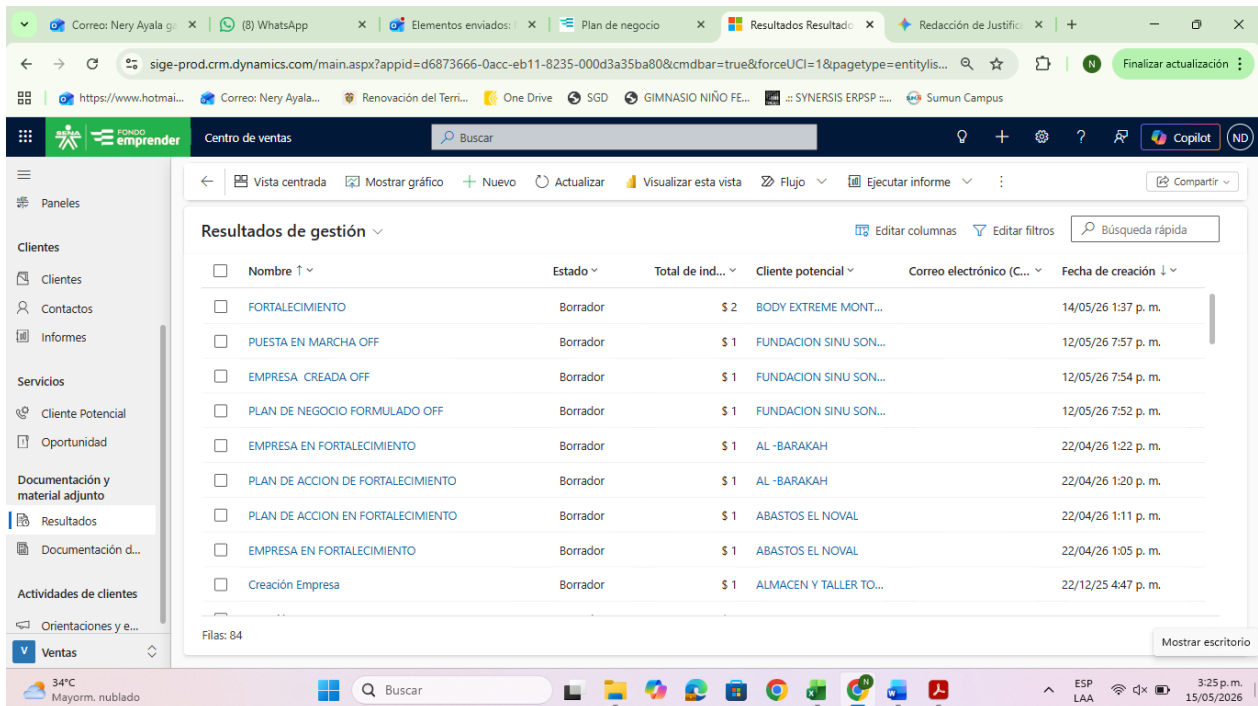 Correo: Nery Ayala ga
(8) WhatsApp
Elementos enviados:
Plan de negocio
Resultados Resultado
Redacción de Justific
sige-prod.crm.dynamics.com/main.aspx?appid=d6873666-0acc-eb11-8235-000d3a35ba80&cmdbar=true&forceUCI=1&pagetype=entitylis...
N
Finalizar actualización
https://www.hotmai...
Correo: Nery Ayala...
Renovación del Terri...
One Drive
SGD
GIMNASIO NIÑO FE...
.:: SYNERSIS ERPSP ::...
Sumun Campus
SENA
FONDO
emprender
Centro de ventas
Buscar
Copilot
ND
Vista centrada
Mostrar gráfico
Nuevo
Actualizar
Visualizar esta vista
Flujo
Ejecutar informe
Compartir
Paneles
Clientes
Clientes
Contactos
Informes
Servicios
Cliente Potencial
Oportunidad
Documentación y
material adjunto
Resultados
Documentación d...
Actividades de clientes
Orientaciones y e...
V Ventas
Resultados de gestión
Editar columnas
Editar filtros
Búsqueda rápida
Nombre ↑ Estado Total de ind... Cliente potencial Correo electrónico (C... Fecha de creación ↓
FORTALECIMIENTO Borrador $ 2 BODY EXTREME MONT... 14/05/26 1:37 p. m.
PUESTA EN MARCHA OFF Borrador $ 1 FUNDACION SINU SON... 12/05/26 7:57 p. m.
EMPRESA CREADA OFF Borrador $ 1 FUNDACION SINU SON... 12/05/26 7:54 p. m.
PLAN DE NEGOCIO FORMULADO OFF Borrador $ 1 FUNDACION SINU SON... 12/05/26 7:52 p. m.
EMPRESA EN FORTALECIMIENTO Borrador $ 1 AL -BARAKAH 22/04/26 1:22 p. m.
PLAN DE ACCION DE FORTALECIMIENTO Borrador $ 1 AL -BARAKAH 22/04/26 1:20 p. m.
PLAN DE ACCION EN FORTALECIMIENTO Borrador $ 1 ABASTOS EL NOVAL 22/04/26 1:11 p. m.
EMPRESA EN FORTALECIMIENTO Borrador $ 1 ABASTOS EL NOVAL 22/04/26 1:05 p. m.
Creación Empresa Borrador $ 1 ALMACEN Y TALLER TO... 22/12/25 4:47 p. m.
Filas: 84
Mostrar escritorio
34°C
Mayorm. nublado
Buscar
ESP
LAA
3:25 p. m.
15/05/2026